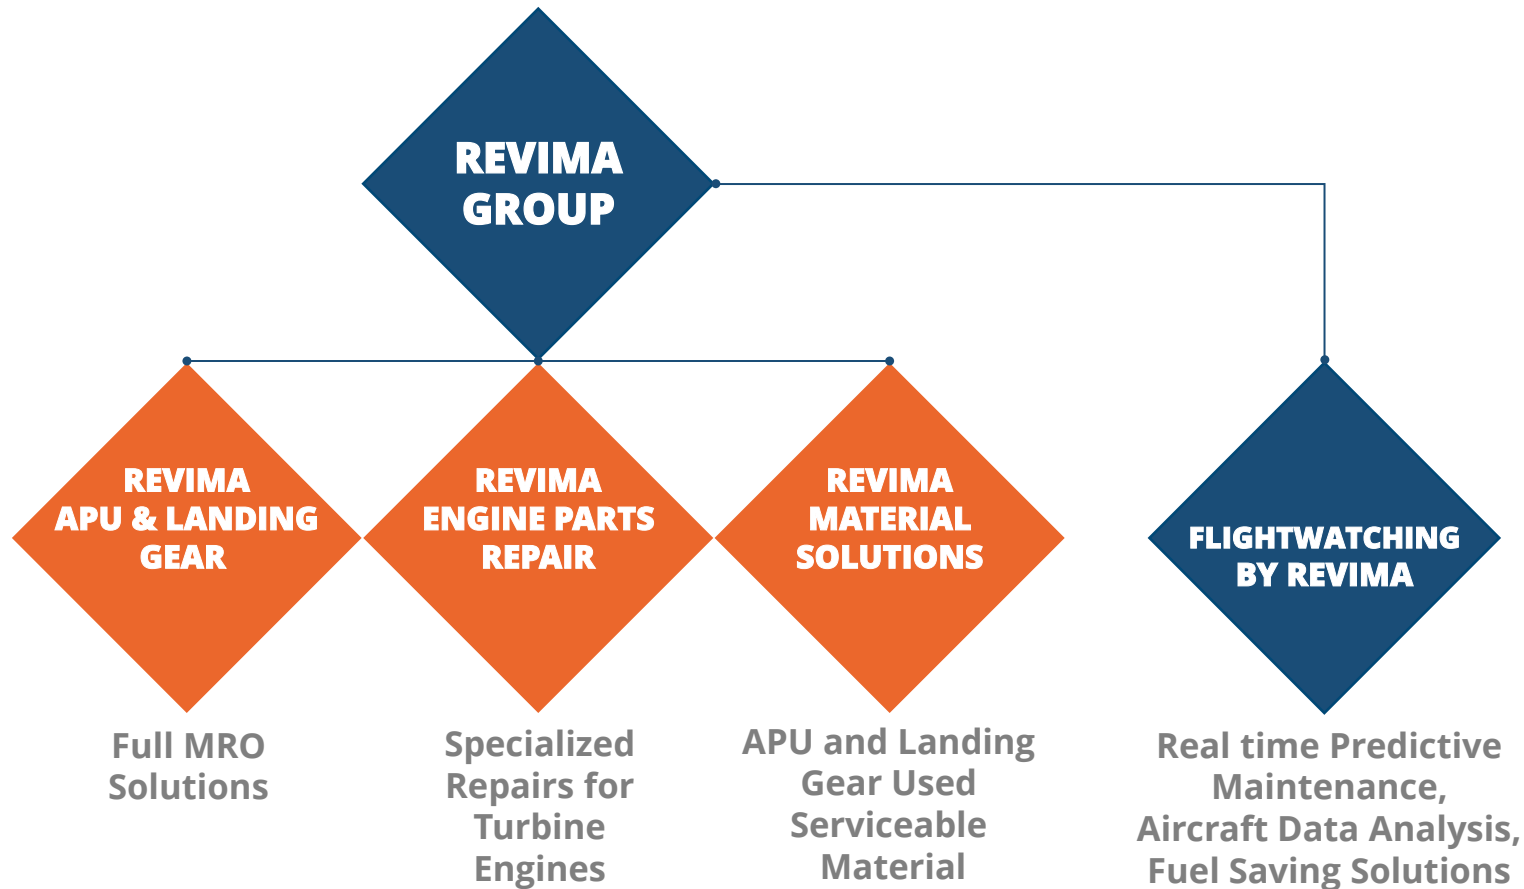 REVIMA
GROUP
REVIMA
APU & LANDING
GEAR
REVIMA
ENGINE PARTS
REPAIR
REVIMA
MATERIAL
SOLUTIONS
FLIGHTWATCHING
BY REVIMA
Full MRO
Solutions
Specialized
Repairs for
Turbine
Engines
APU and Landing
Gear Used
Serviceable
Material
Real time Predictive
Maintenance,
Aircraft Data Analysis,
Fuel Saving Solutions